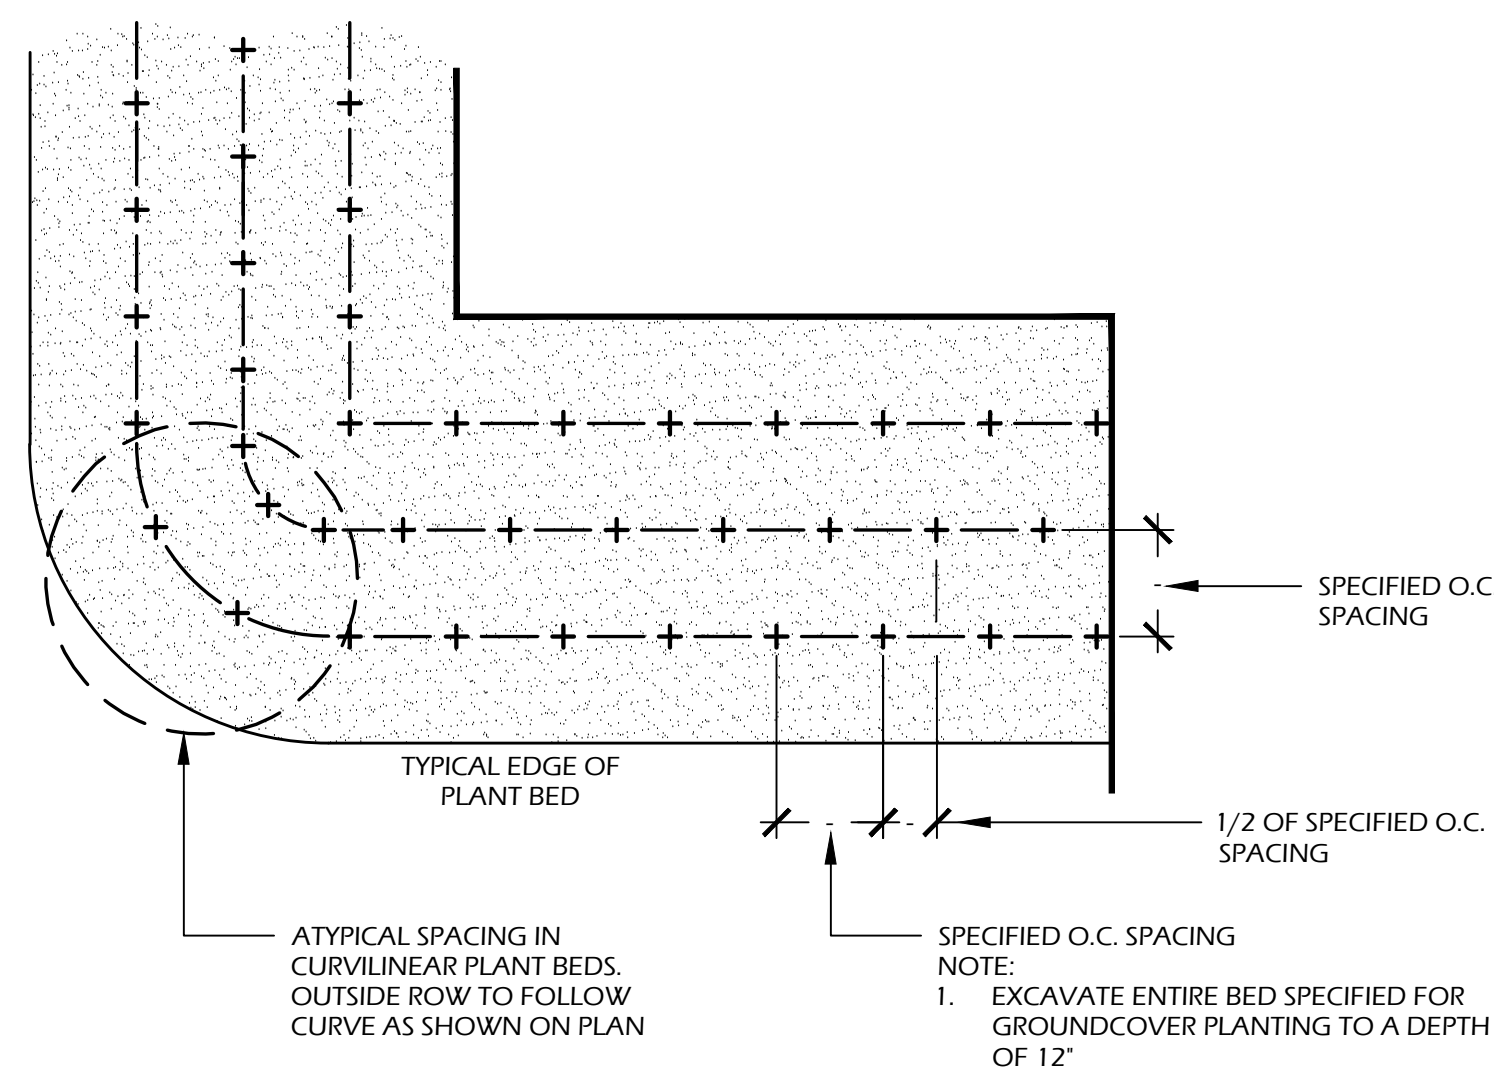 SPECIFIED O.C
SPACING
TYPICAL EDGE OF
PLANT BED
1/2 OF SPECIFIED O.C.
SPACING
ATYPICAL SPACING IN
CURVILINEAR PLANT BEDS.
OUTSIDE ROW TO FOLLOW
CURVE AS SHOWN ON PLAN
SPECIFIED O.C. SPACING
NOTE:
1. EXCAVATE ENTIRE BED SPECIFIED FOR
GROUNDCOVER PLANTING TO A DEPTH
OF 12"